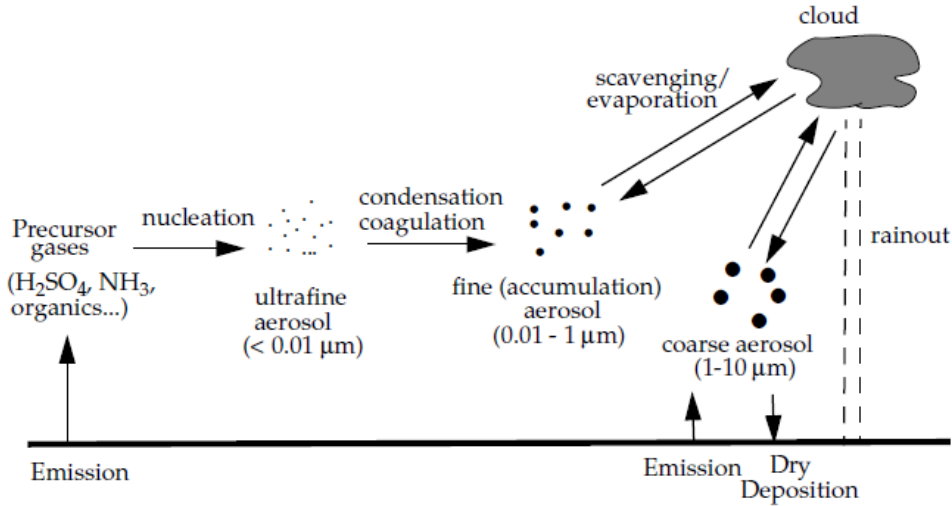 cloud
scavenging/
evaporation
condensation
coagulation
nucleation
Precursor
gases
(H₂SO₄, NH₃,
organics...)
rainout
ultrafine
aerosol
(< 0.01 μm)
fine (accumulation)
aerosol
(0.01 - 1 μm)
coarse aerosol
(1-10 μm)
Emission
Emission
Dry
Deposition